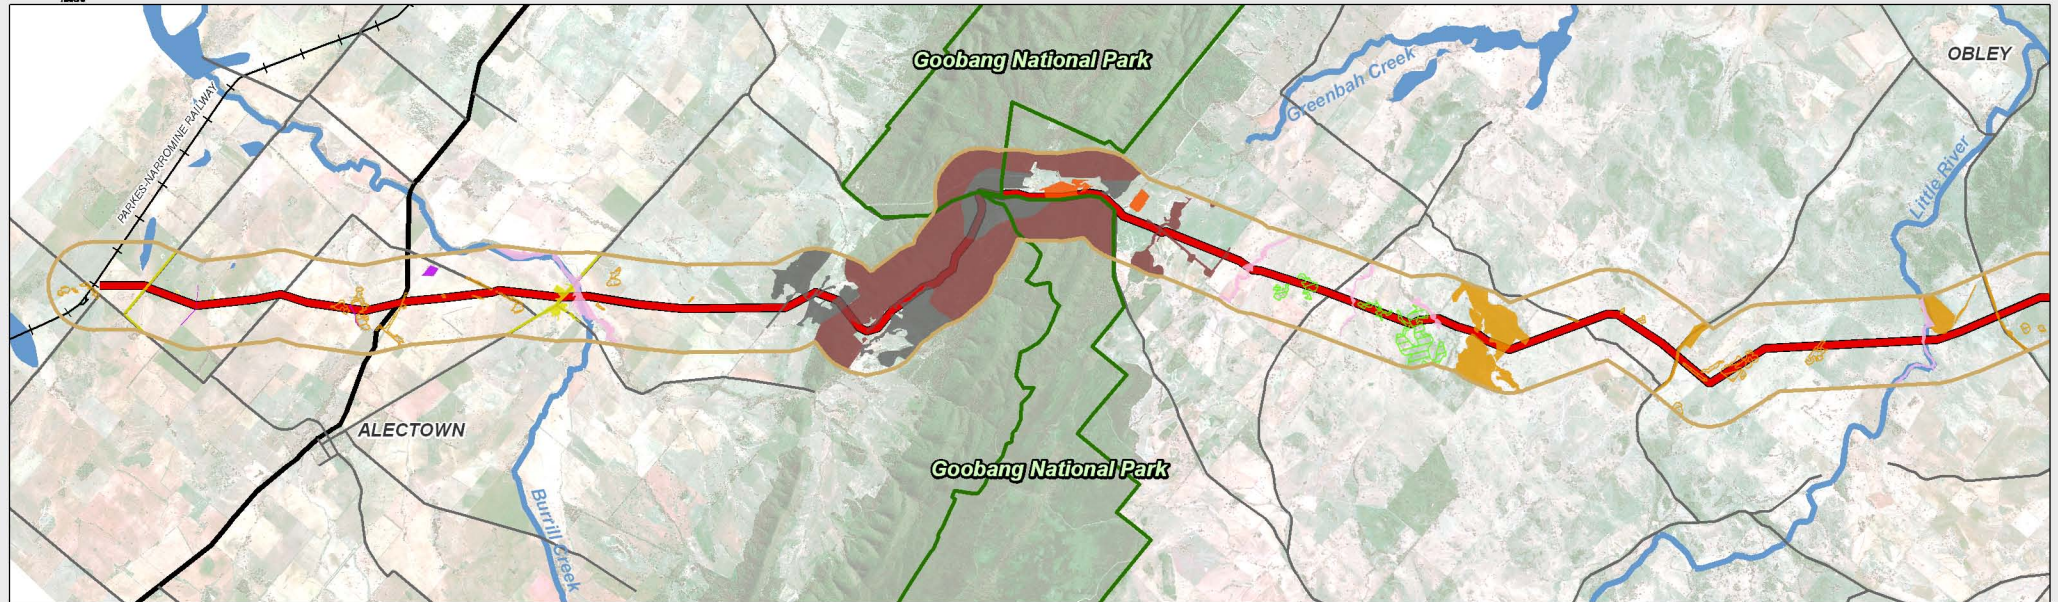 Goobang National Park
OBLEY
Greenbah Creek
PARKES-NARROMINE RAILWAY
Little River
ALECTOWN
Goobang National Park
Burrill Creek